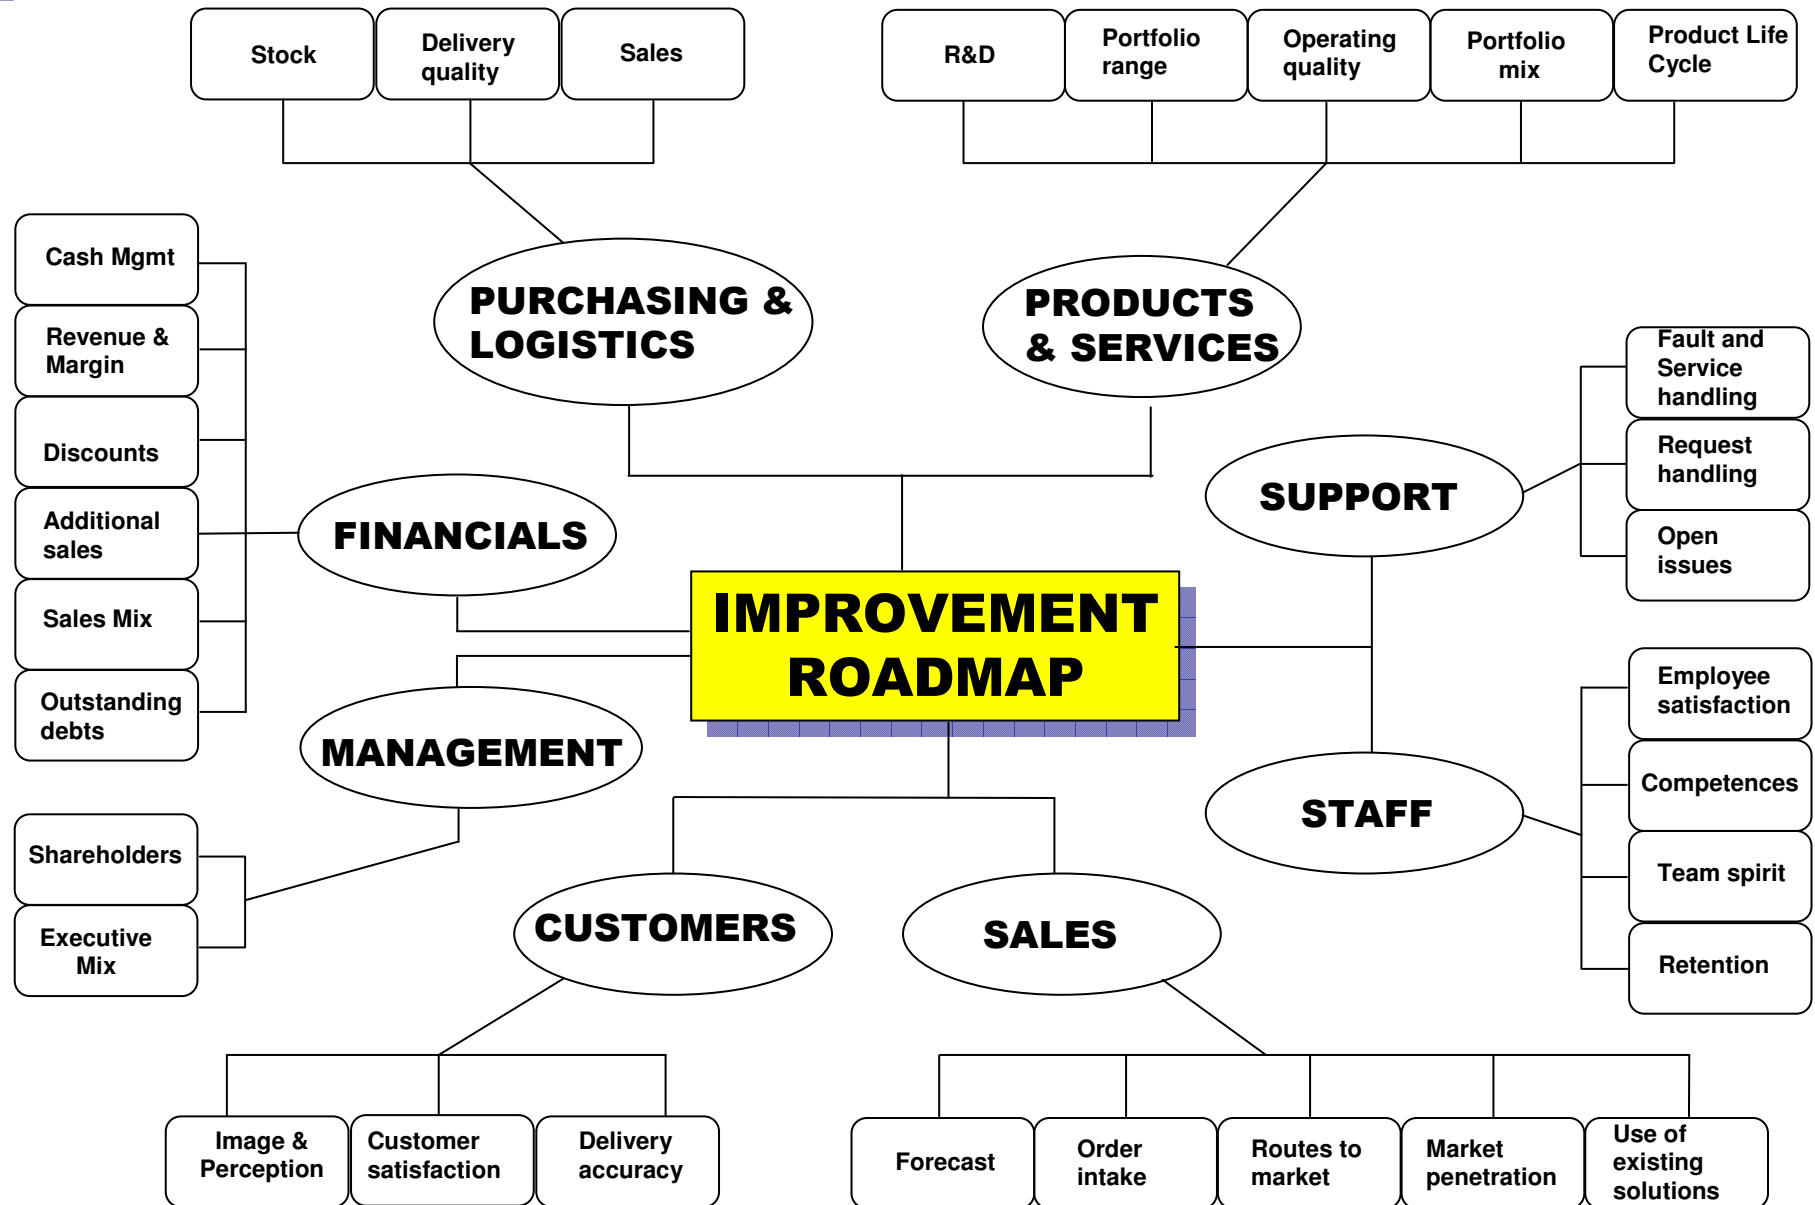 Stock
Delivery
quality
Sales
R&D
Portfolio
range
Operating
quality
Portfolio
mix
Product Life
Cycle
PURCHASING &
LOGISTICS
PRODUCTS
& SERVICES
Cash Mgmt
Revenue &
Margin
Discounts
Additional
sales
Sales Mix
Outstanding
debts
FINANCIALS
SUPPORT
Fault and
Service
handling
Request
handling
Open
issues
IMPROVEMENT
ROADMAP
MANAGEMENT
STAFF
Employee
satisfaction
Competences
Team spirit
Retention
Shareholders
Executive
Mix
CUSTOMERS
SALES
Image &
Perception
Customer
satisfaction
Delivery
accuracy
Forecast
Order
intake
Routes to
market
Market
penetration
Use of
existing
solutions